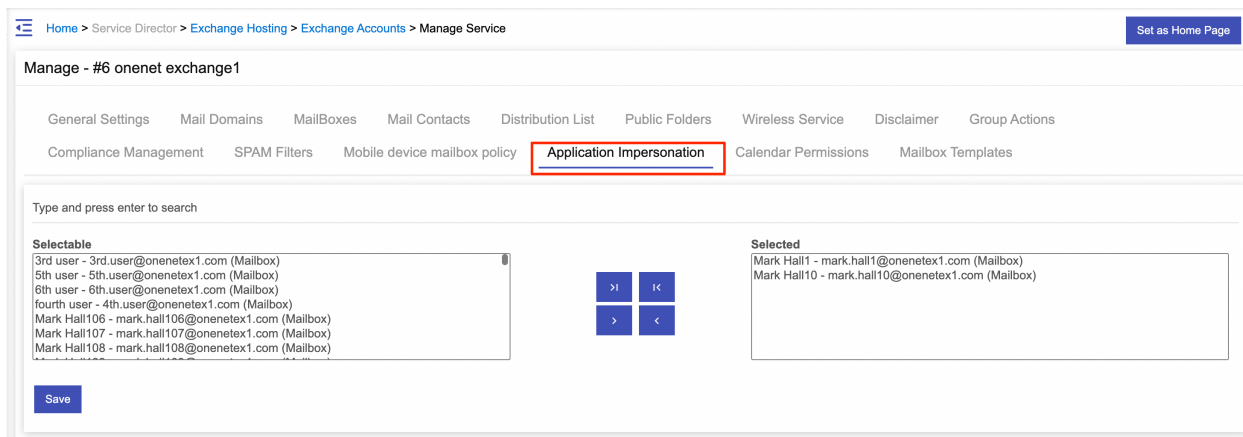 Home > Service Director > Exchange Hosting > Exchange Accounts > Manage Service
Set as Home Page
Manage - #6 onenet exchange1
General Settings Mail Domains MailBoxes Mail Contacts Distribution List Public Folders Wireless Service Disclaimer Group Actions
Compliance Management SPAM Filters Mobile device mailbox policy Application Impersonation Calendar Permissions Mailbox Templates
Type and press enter to search
Selectable
3rd user - 3rd.user@onenetex1.com (Mailbox)
5th user - 5th.user@onenetex1.com (Mailbox)
6th user - 6th.user@onenetex1.com (Mailbox)
fourth user - 4th.user@onenetex1.com (Mailbox)
Mark Hall106 - mark.hall106@onenetex1.com (Mailbox)
Mark Hall107 - mark.hall107@onenetex1.com (Mailbox)
Mark Hall108 - mark.hall108@onenetex1.com (Mailbox)
Selected
Mark Hall1 - mark.hall1@onenetex1.com (Mailbox)
Mark Hall10 - mark.hall10@onenetex1.com (Mailbox)
Save